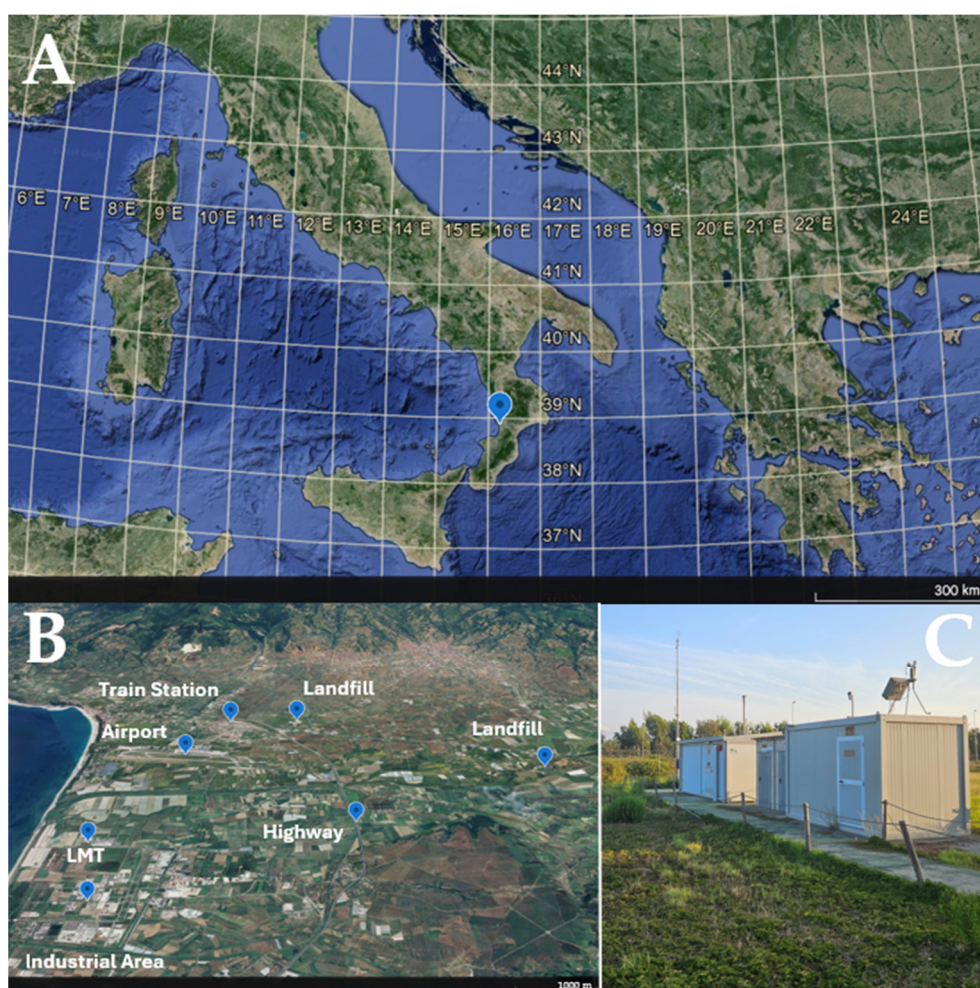 A
44°N
43°N
42°N
6°E 7°E 8°E 9°E 10°E 11°E 12°E 13°E 14°E 15°E 16°E 17°E 18°E 19°E 20°E 21°E 22°E 24°E
41°N
40°N
39°N
38°N
37°N
300 km
B
Train Station
Landfill
Airport
Landfill
Highway
LMT
Industrial Area
1000 m
C